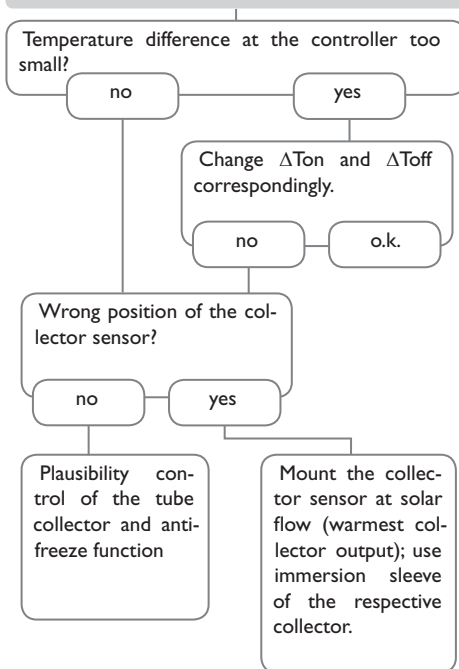 Temperature difference at the controller too
small?
no
yes
Change ΔTon and ΔToff
correspondingly.
no
o.k.
Wrong position of the col-
lector sensor?
no
yes
Plausibility con-
trol of the tube
collector and anti-
freeze function
Mount the collec-
tor sensor at solar
flow (warmest col-
lector output); use
immersion sleeve
of the respective
collector.